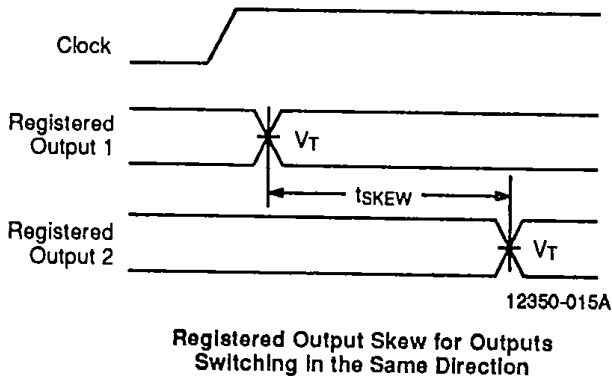 Clock
Registered
Output 1
VT
tSKEW
Registered
Output 2
VT
12350-015A
Registered Output Skew for Outputs
Switching in the Same Direction